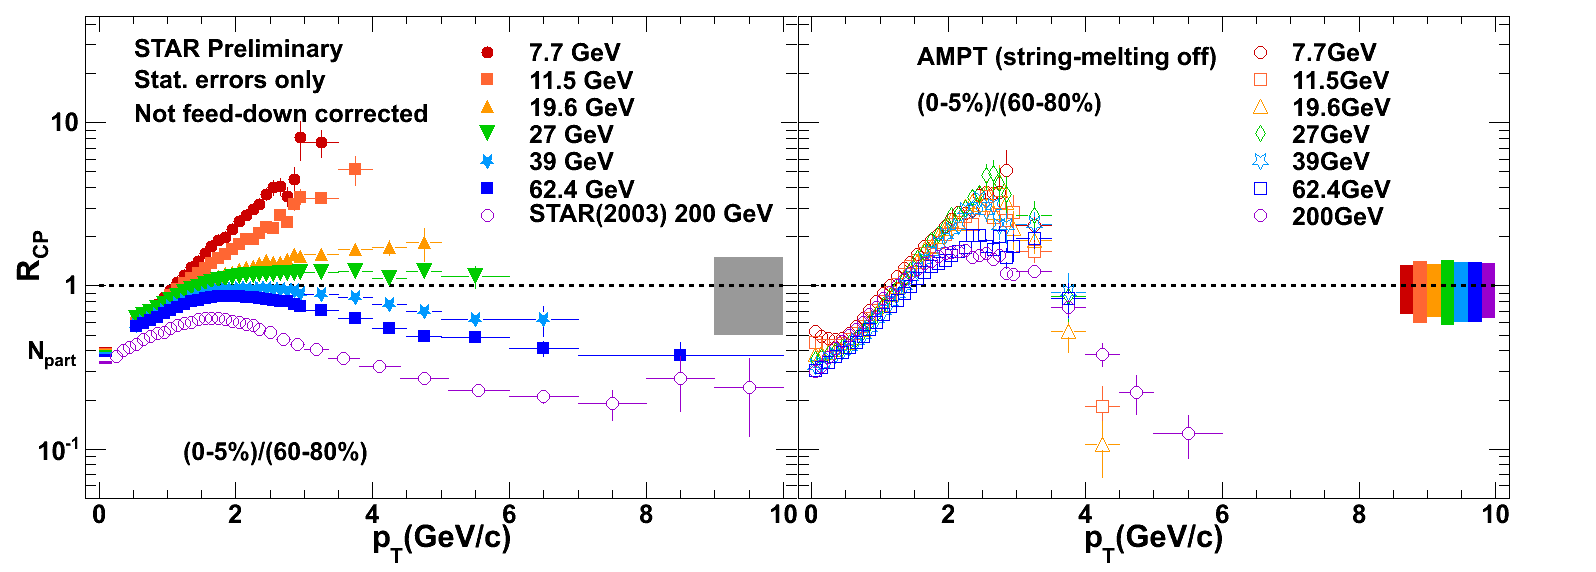 STAR Preliminary
Stat. errors only
Not feed-down corrected
7.7 GeV
11.5 GeV
19.6 GeV
27 GeV
39 GeV
62.4 GeV
STAR(2003) 200 GeV
(0-5%)/(60-80%)
R_CP
10
1
N_part
10^-1
0 2 4 6 8 10
p_T(GeV/c)
AMPT (string-melting off)
(0-5%)/(60-80%)
7.7GeV
11.5GeV
19.6GeV
27GeV
39GeV
62.4GeV
200GeV
0 2 4 6 8 10
p_T(GeV/c)